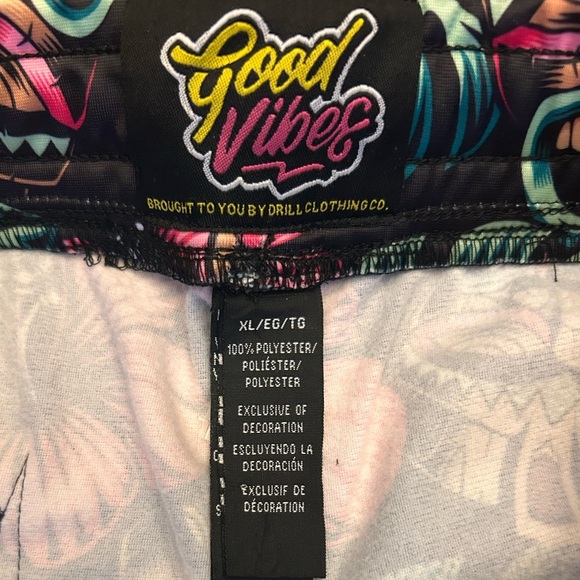 Good
Vibes
BROUGHT TO YOU BY DRILL CLOTHING CO.
XL/EG/TG
100% POLYESTER/
POLIÉSTER/
POLYESTER
EXCLUSIVE OF
DECORATION
ESCLUYENDO LA
DECORACIÓN
EXCLUSIF DE
DÉCORATION